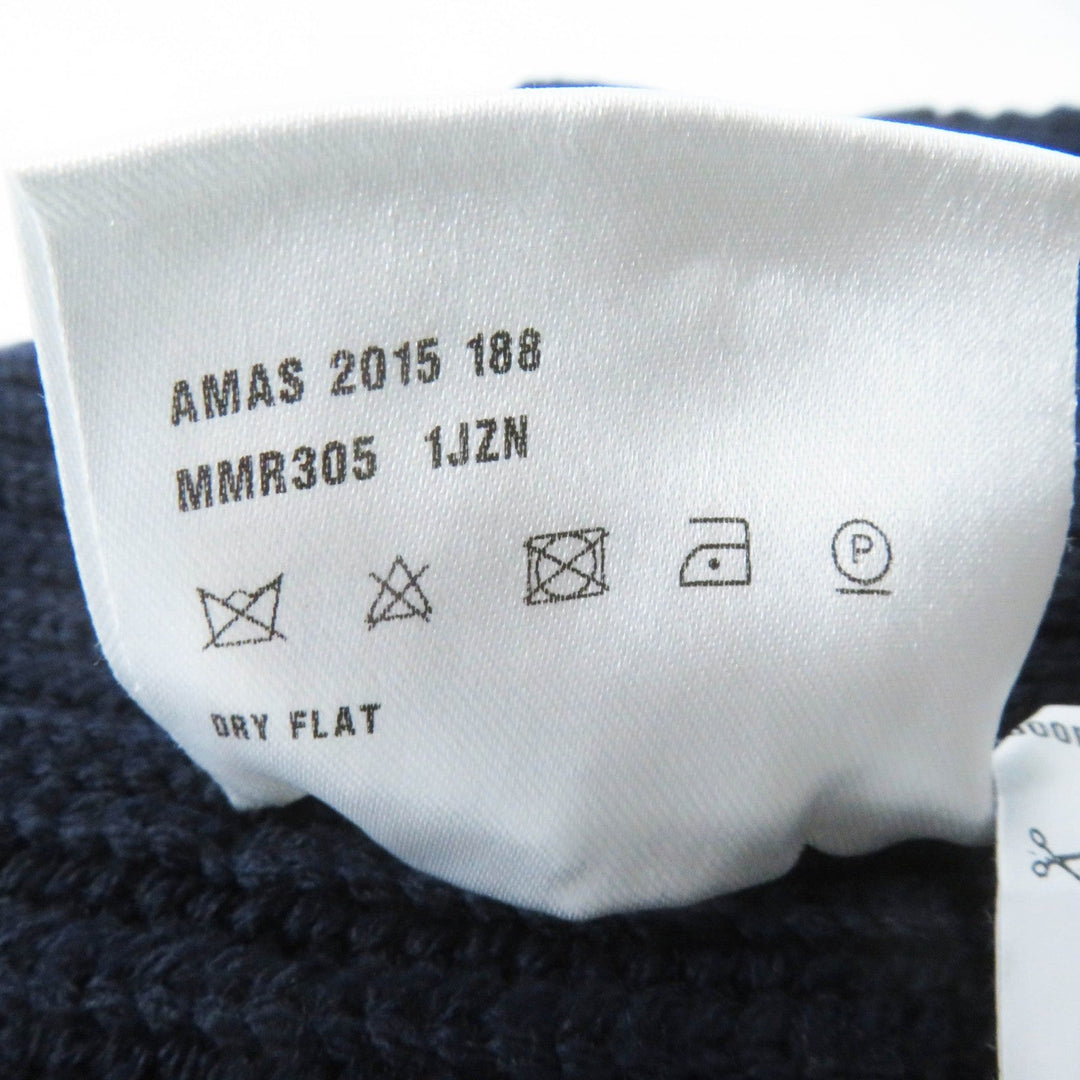 AMAS 2015 188
MMR305 1JZN
P
DRY FLAT